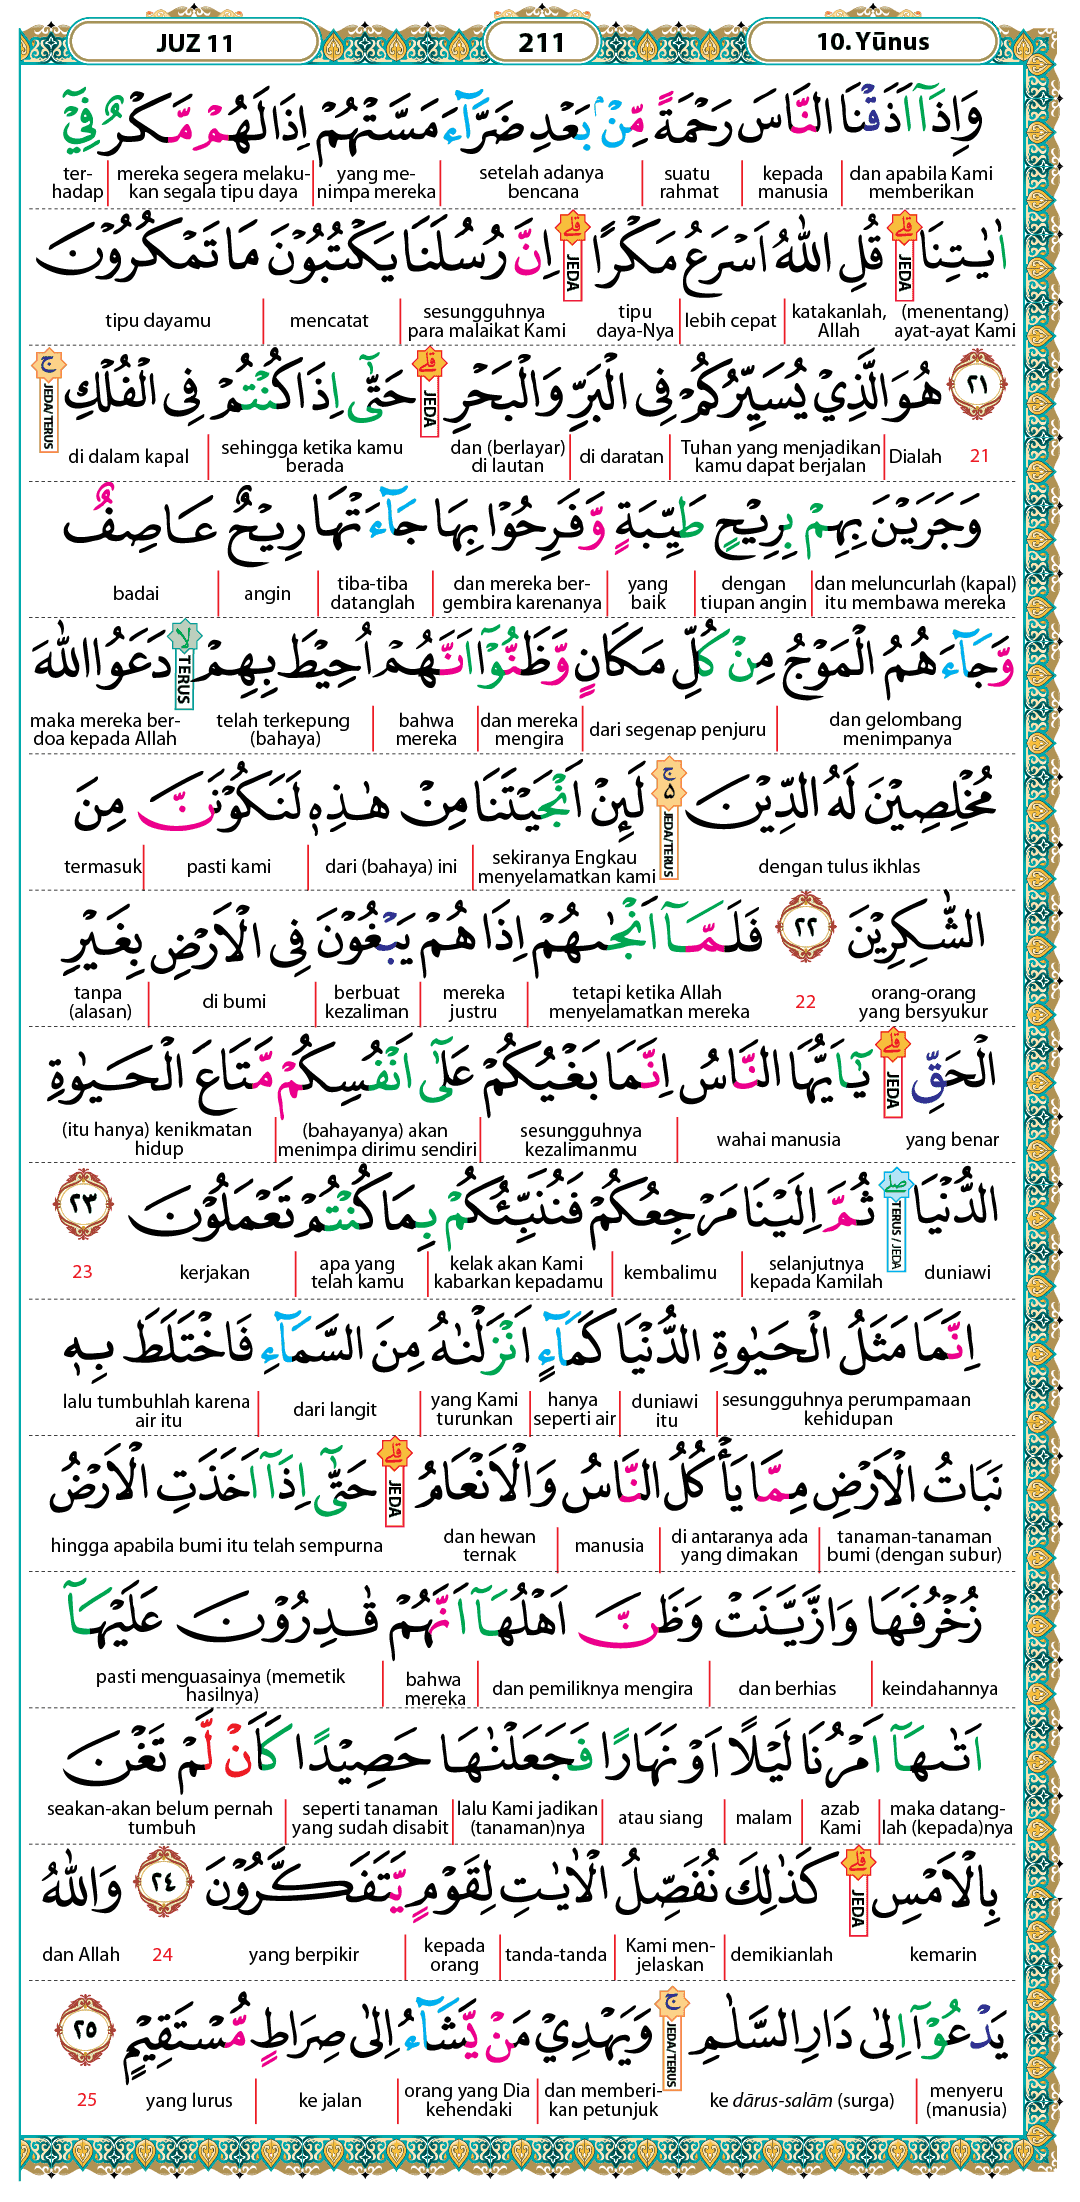 JUZ 11
211
10. Yūnus
وَاِذَآ اَذَقْنَا النَّاسَ رَحْمَةً مِّنْۢ بَعْدِ ضَرَّاۤءَ مَسَّتْهُمْ اِذَا لَهُمْ مَّكْرٌ فِيْٓ
dan apabila Kami memberikan | kepada manusia | suatu rahmat | setelah adanya bencana | yang me-nimpa mereka | mereka segera melaku-kan segala tipu daya | ter-hadap
اٰيٰتِنَا ۗ قُلِ اللّٰهُ اَسْرَعُ مَكْرًا ۗ اِنَّ رُسُلَنَا يَكْتُبُوْنَ مَا تَمْكُرُوْنَ
JEDA JEDA
(menentang) ayat-ayat Kami | katakanlah, Allah | lebih cepat | tipu daya-Nya | sesungguhnya para malaikat Kami | mencatat | tipu dayamu
٢١ هُوَ الَّذِيْ يُسَيِّرُكُمْ فِى الْبَرِّ وَالْبَحْرِ ۗ حَتّٰٓى اِذَا كُنْتُمْ فِى الْفُلْكِ ۚ
JEDA JEDA/TERUS
21 | Dialah | Tuhan yang menjadikan kamu dapat berjalan | di daratan | dan (berlayar) di lautan | sehingga ketika kamu berada | di dalam kapal
وَجَرَيْنَ بِهِمْ بِرِيْحٍ طَيِّبَةٍ وَّفَرِحُوْا بِهَا جَاۤءَتْهَا رِيْحٌ عَاصِفٌ
dan meluncurlah (kapal) itu membawa mereka | dengan tiupan angin | yang baik | dan mereka ber-gembira karenanya | tiba-tiba datanglah | angin | badai
وَّجَاۤءَهُمُ الْمَوْجُ مِنْ كُلِّ مَكَانٍ وَّظَنُّوْٓا اَنَّهُمْ اُحِيْطَ بِهِمْ ۙ دَعَوُا اللّٰهَ
TERUS
dan gelombang menimpanya | dari segenap penjuru | dan mereka mengira | bahwa mereka | telah terkepung (bahaya) | maka mereka ber-doa kepada Allah
مُخْلِصِيْنَ لَهُ الدِّيْنَ ۚ لَىِٕنْ اَنْجَيْتَنَا مِنْ هٰذِهٖ لَنَكُوْنَنَّ مِنَ
JEDA/TERUS
dengan tulus ikhlas | sekiranya Engkau menyelamatkan kami | dari (bahaya) ini | pasti kami | termasuk
الشّٰكِرِيْنَ ٢٢ فَلَمَّآ اَنْجٰىهُمْ اِذَا هُمْ يَبْغُوْنَ فِى الْاَرْضِ بِغَيْرِ
orang-orang yang bersyukur | 22 | tetapi ketika Allah menyelamatkan mereka | mereka justru | berbuat kezaliman | di bumi | tanpa (alasan)
الْحَقِّ ۗ يٰٓاَيُّهَا النَّاسُ اِنَّمَا بَغْيُكُمْ عَلٰٓى اَنْفُسِكُمْ مَّتَاعَ الْحَيٰوةِ
JEDA
yang benar | wahai manusia | sesungguhnya kezalimanmu | (bahayanya) akan menimpa dirimu sendiri | (itu hanya) kenikmatan hidup
الدُّنْيَا ۖ ثُمَّ اِلَيْنَا مَرْجِعُكُمْ فَنُنَبِّئُكُمْ بِمَا كُنْتُمْ تَعْمَلُوْنَ ٢٣
TERUS / JEDA
duniawi | selanjutnya kepada Kamilah | kembalimu | kelak akan Kami kabarkan kepadamu | apa yang telah kamu | kerjakan | 23
اِنَّمَا مَثَلُ الْحَيٰوةِ الدُّنْيَا كَمَاۤءٍ اَنْزَلْنٰهُ مِنَ السَّمَاۤءِ فَاخْتَلَطَ بِهٖ
sesungguhnya perumpamaan kehidupan | duniawi itu | hanya seperti air | yang Kami turunkan | dari langit | lalu tumbuhlah karena air itu
نَبَاتُ الْاَرْضِ مِمَّا يَأْكُلُ النَّاسُ وَالْاَنْعَامُ ۗ حَتّٰٓى اِذَآ اَخَذَتِ الْاَرْضُ
JEDA
tanaman-tanaman bumi (dengan subur) | di antaranya ada yang dimakan | manusia | dan hewan ternak | hingga apabila bumi itu telah sempurna
زُخْرُفَهَا وَازَّيَّنَتْ وَظَنَّ اَهْلُهَآ اَنَّهُمْ قٰدِرُوْنَ عَلَيْهَآ
keindahannya | dan berhias | dan pemiliknya mengira | bahwa mereka | pasti menguasainya (memetik hasilnya)
اَتٰىهَآ اَمْرُنَا لَيْلًا اَوْ نَهَارًا فَجَعَلْنٰهَا حَصِيْدًا كَاَنْ لَّمْ تَغْنَ
maka datang-lah (kepada)nya | azab Kami | malam | atau siang | lalu Kami jadikan (tanaman)nya | seperti tanaman yang sudah disabit | seakan-akan belum pernah tumbuh
بِالْاَمْسِ ۗ كَذٰلِكَ نُفَصِّلُ الْاٰيٰتِ لِقَوْمٍ يَّتَفَكَّرُوْنَ ٢٤ وَاللّٰهُ
JEDA
kemarin | demikianlah | Kami men-jelaskan | tanda-tanda | kepada orang | yang berpikir | 24 | dan Allah
يَدْعُوْٓا اِلٰى دَارِ السَّلٰمِ ۚ وَيَهْدِيْ مَنْ يَّشَاۤءُ اِلٰى صِرَاطٍ مُّسْتَقِيْمٍ ٢٥
JEDA/TERUS
menyeru (manusia) | ke dārus-salām (surga) | dan memberi-kan petunjuk | orang yang Dia kehendaki | ke jalan | yang lurus | 25